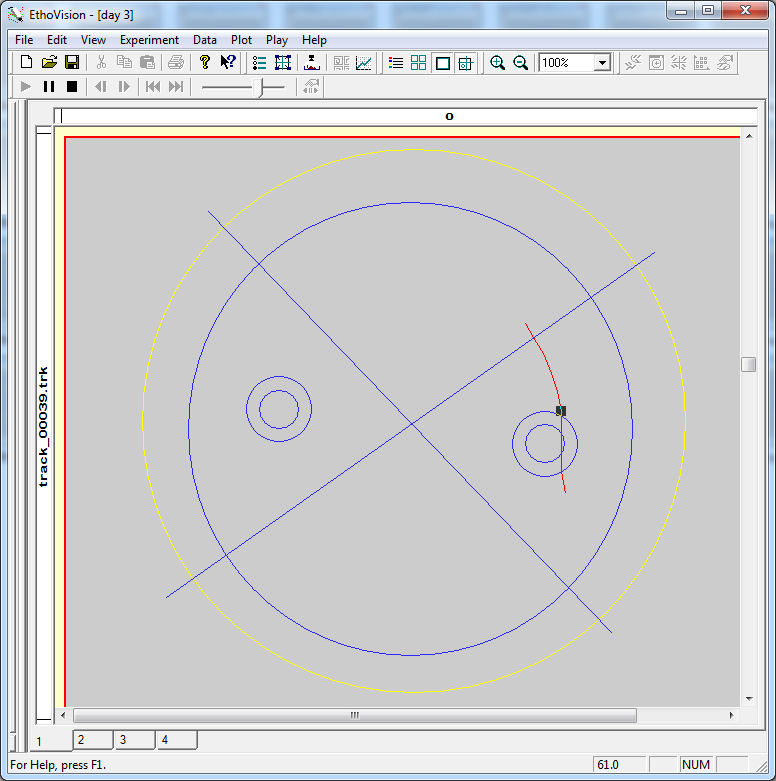 EthoVision - [day 3]
File Edit View Experiment Data Plot Play Help
100%
o
track_00039.trk
1 2 3 4
For Help, press F1. 61.0 NUM